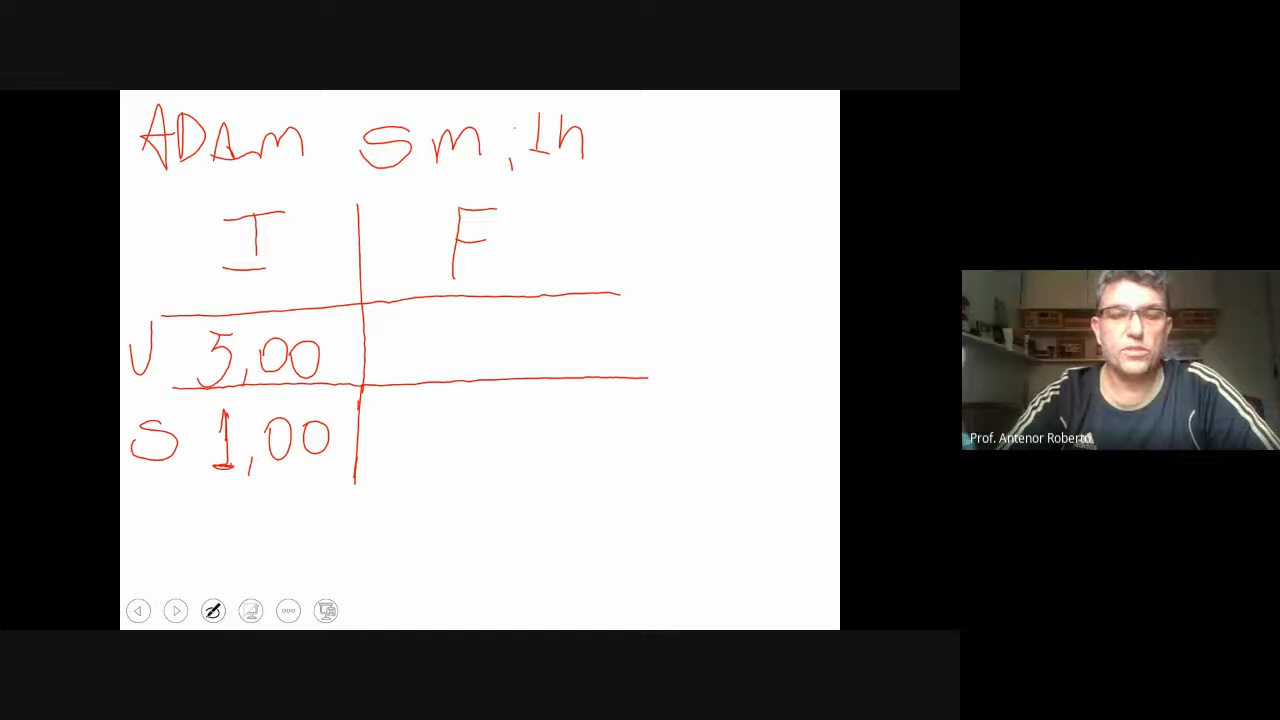 ADAM Smith
I F
V 5,00
S 1,00
Prof. Antenor Roberto